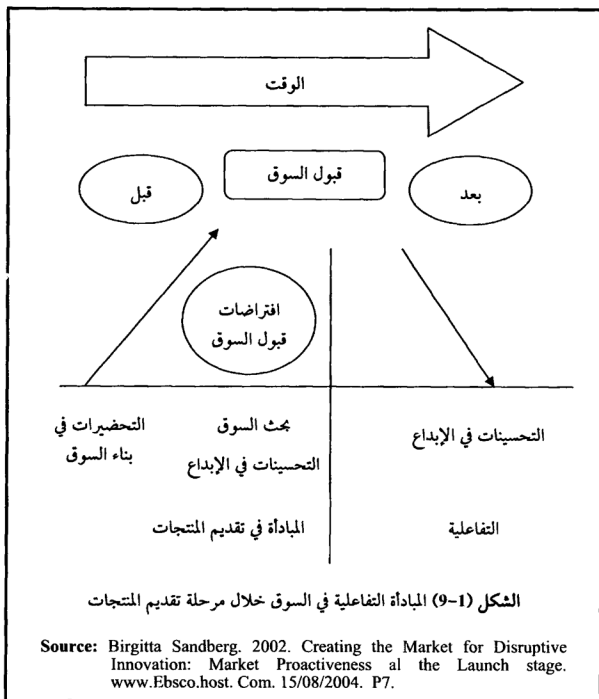 الوقت
قبول السوق
قبل
بعد
افتراضات
قبول السوق
التحضيرات في
بناء السوق
بحث السوق
التحسينات في الإبداع
التحسينات في الإبداع
المبادأة في تقديم المنتجات
التفاعلية
الشكل (1-9) المبادأة التفاعلية في السوق خلال مرحلة تقديم المنتجات
Source: Birgitta Sandberg. 2002. Creating the Market for Disruptive
Innovation: Market Proactiveness al the Launch stage.
www.Ebsco.host. Com. 15/08/2004. P7.